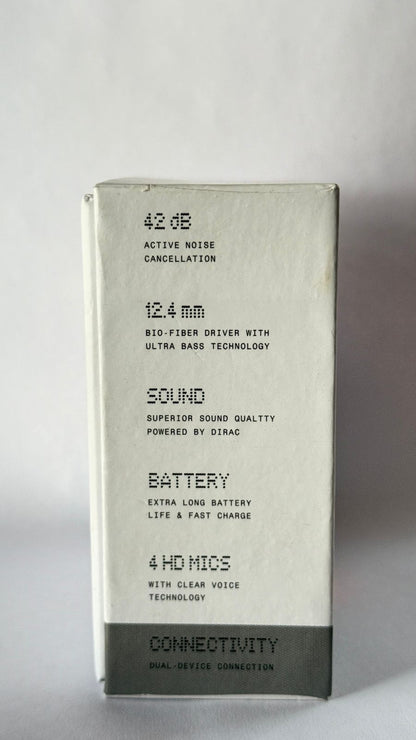 42 dB
ACTIVE NOISE
CANCELLATION
12.4 mm
BIO-FIBER DRIVER WITH
ULTRA BASS TECHNOLOGY
SOUND
SUPERIOR SOUND QUALTTY
POWERED BY DIRAC
BATTERY
EXTRA LONG BATTERY
LIFE & FAST CHARGE
4 HD MICS
WITH CLEAR VOICE
TECHNOLOGY
CONNECTIVITY
DUAL-DEVICE CONNECTION